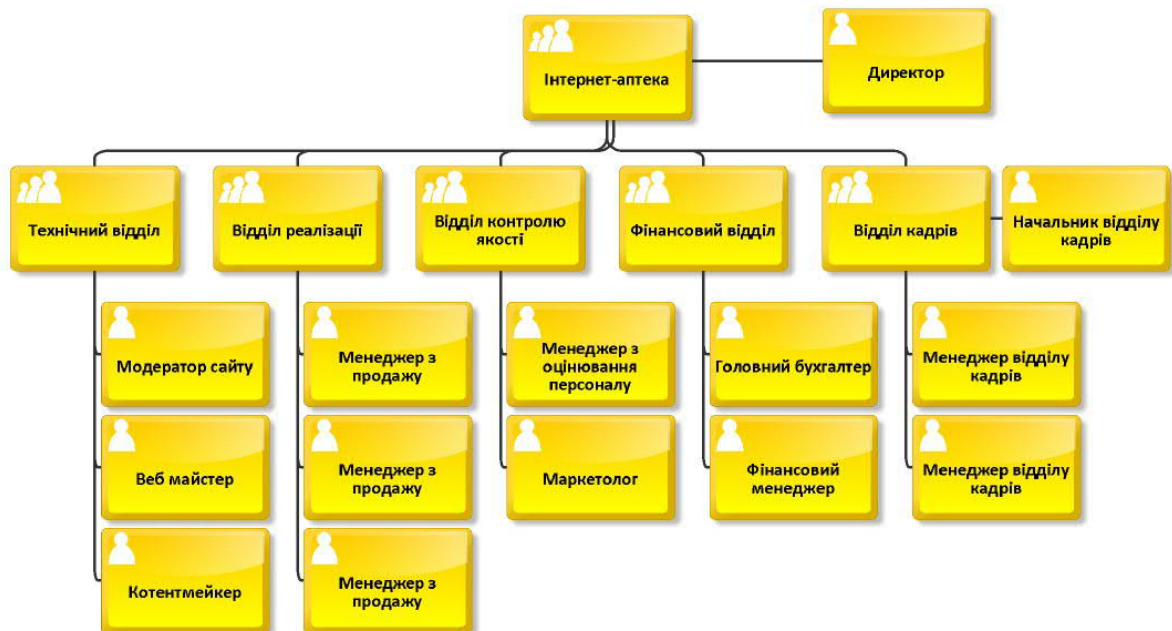 Інтернет-аптека
Директор
Технічний відділ
Відділ реалізації
Відділ контролю
якості
Фінансовий відділ
Відділ кадрів
Начальник відділу
кадрів
Модератор сайту
Менеджер з
продажу
Менеджер з
оцінювання
персоналу
Головний бухгалтер
Менеджер відділу
кадрів
Веб майстер
Менеджер з
продажу
Маркетолог
Фінансовий
менеджер
Менеджер відділу
кадрів
Котентмейкер
Менеджер з
продажу